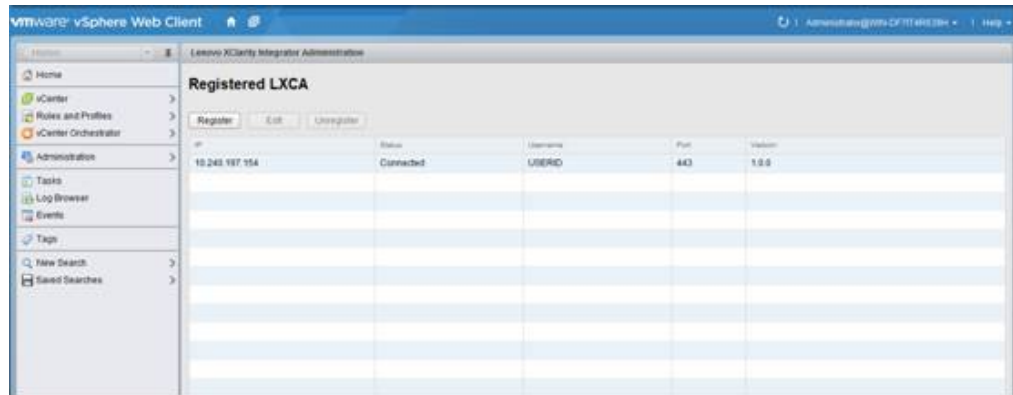 vmware® vSphere Web Client
Help
Home
Lenovo XClarity Integrator Administration
Home
vCenter
Roles and Profiles
vCenter Orchestrator
Administration
Tasks
Log Browser
Events
Tags
New Search
Saved Searches
Registered LXCA
Register Edit Unregister
IP Status Username Port Version
10.240.197.154 Connected USERID 443 1.0.0